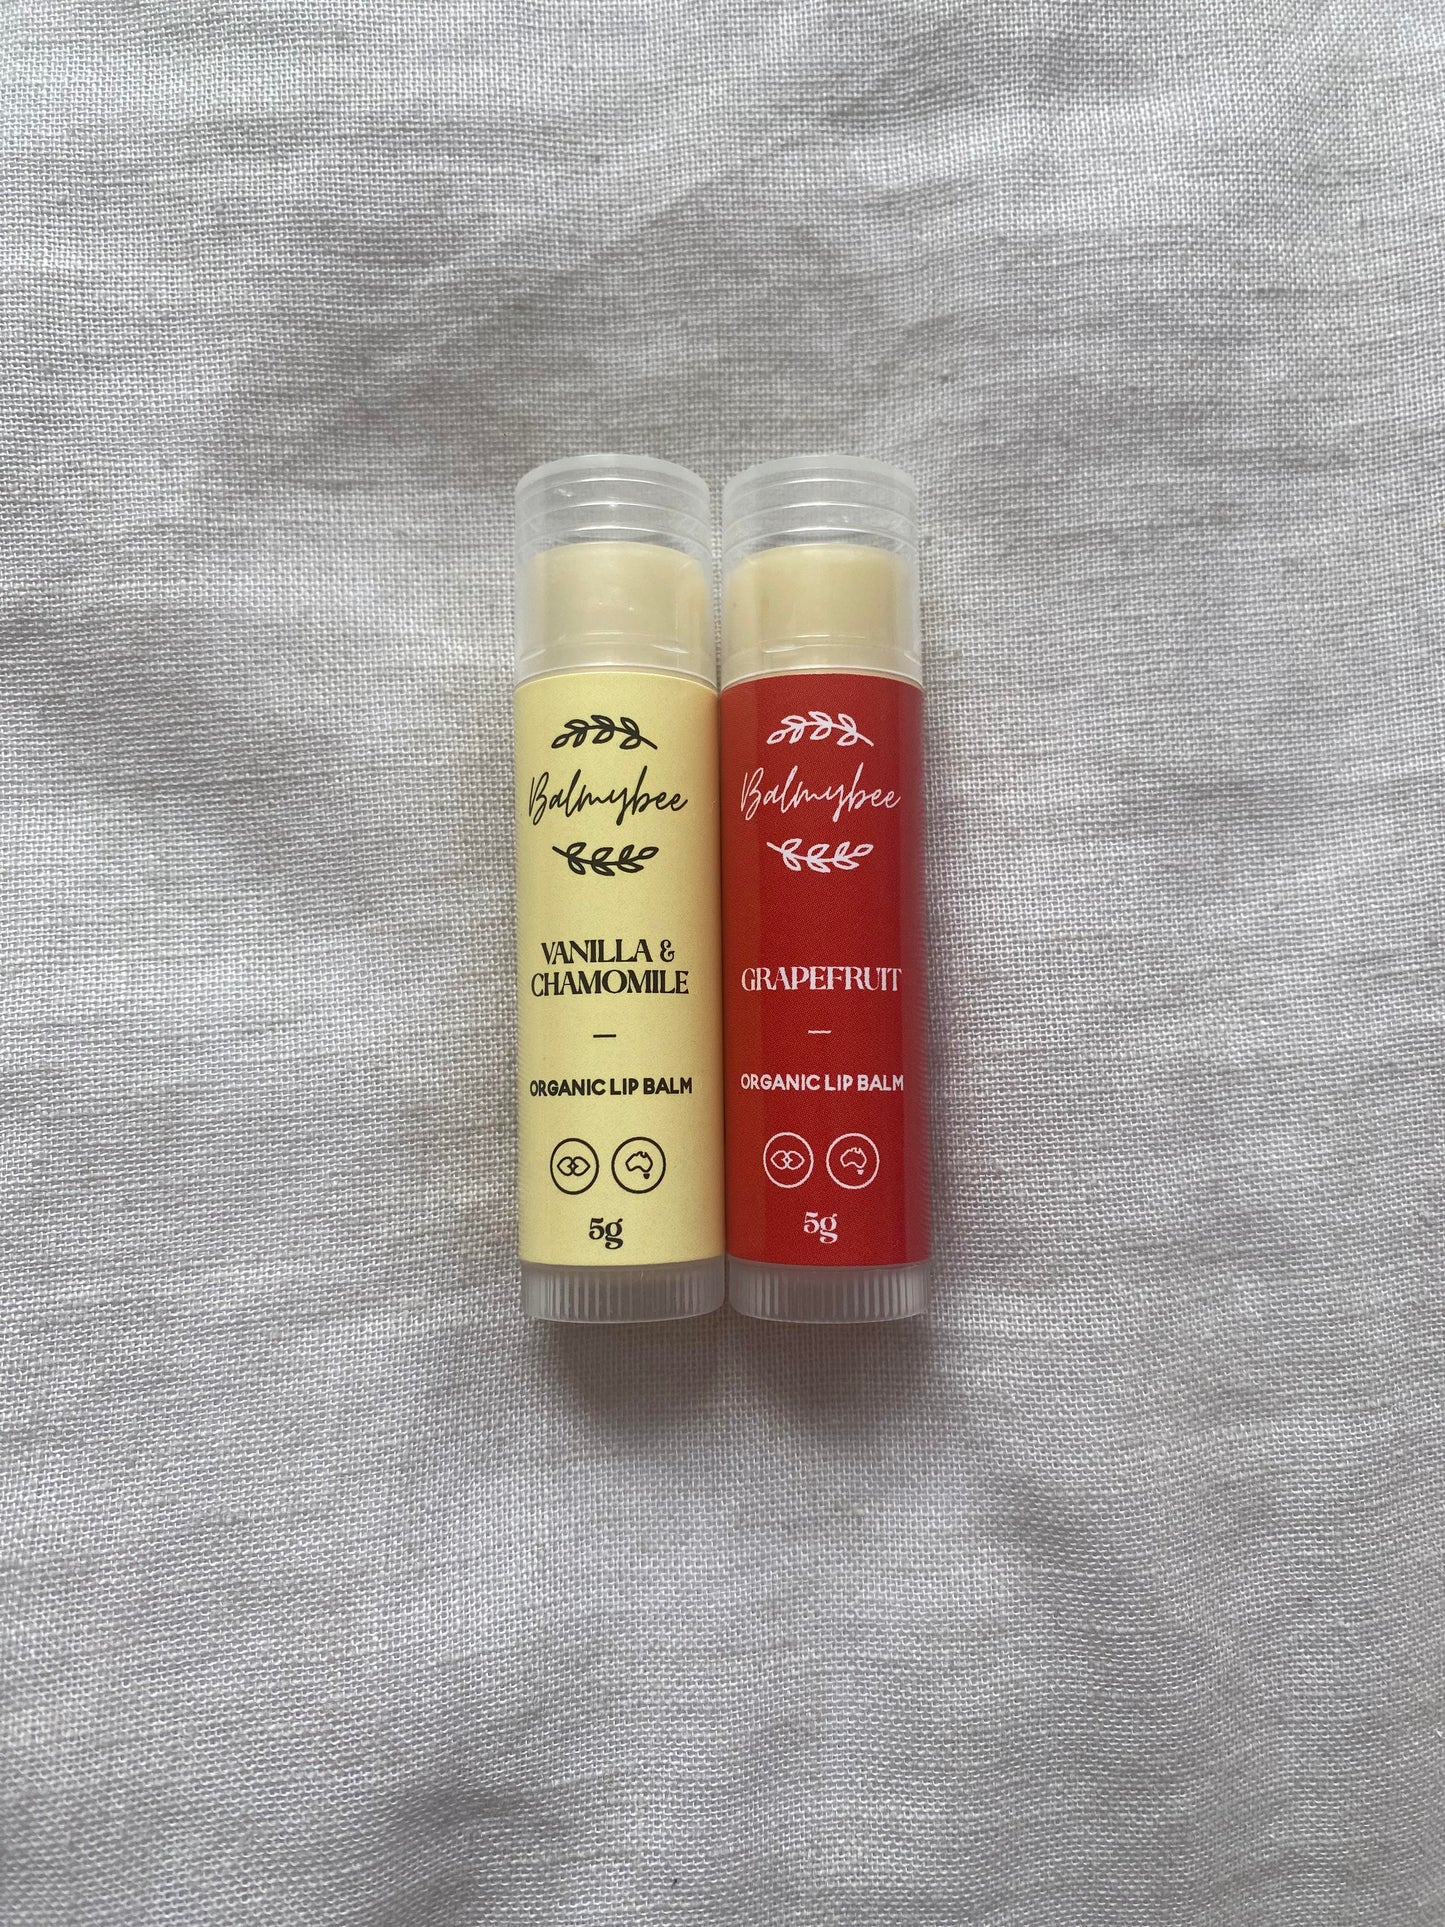 Balmybee
VANILLA &
CHAMOMILE
ORGANIC LIP BALM
5g
Balmybee
GRAPEFRUIT
ORGANIC LIP BALM
5g